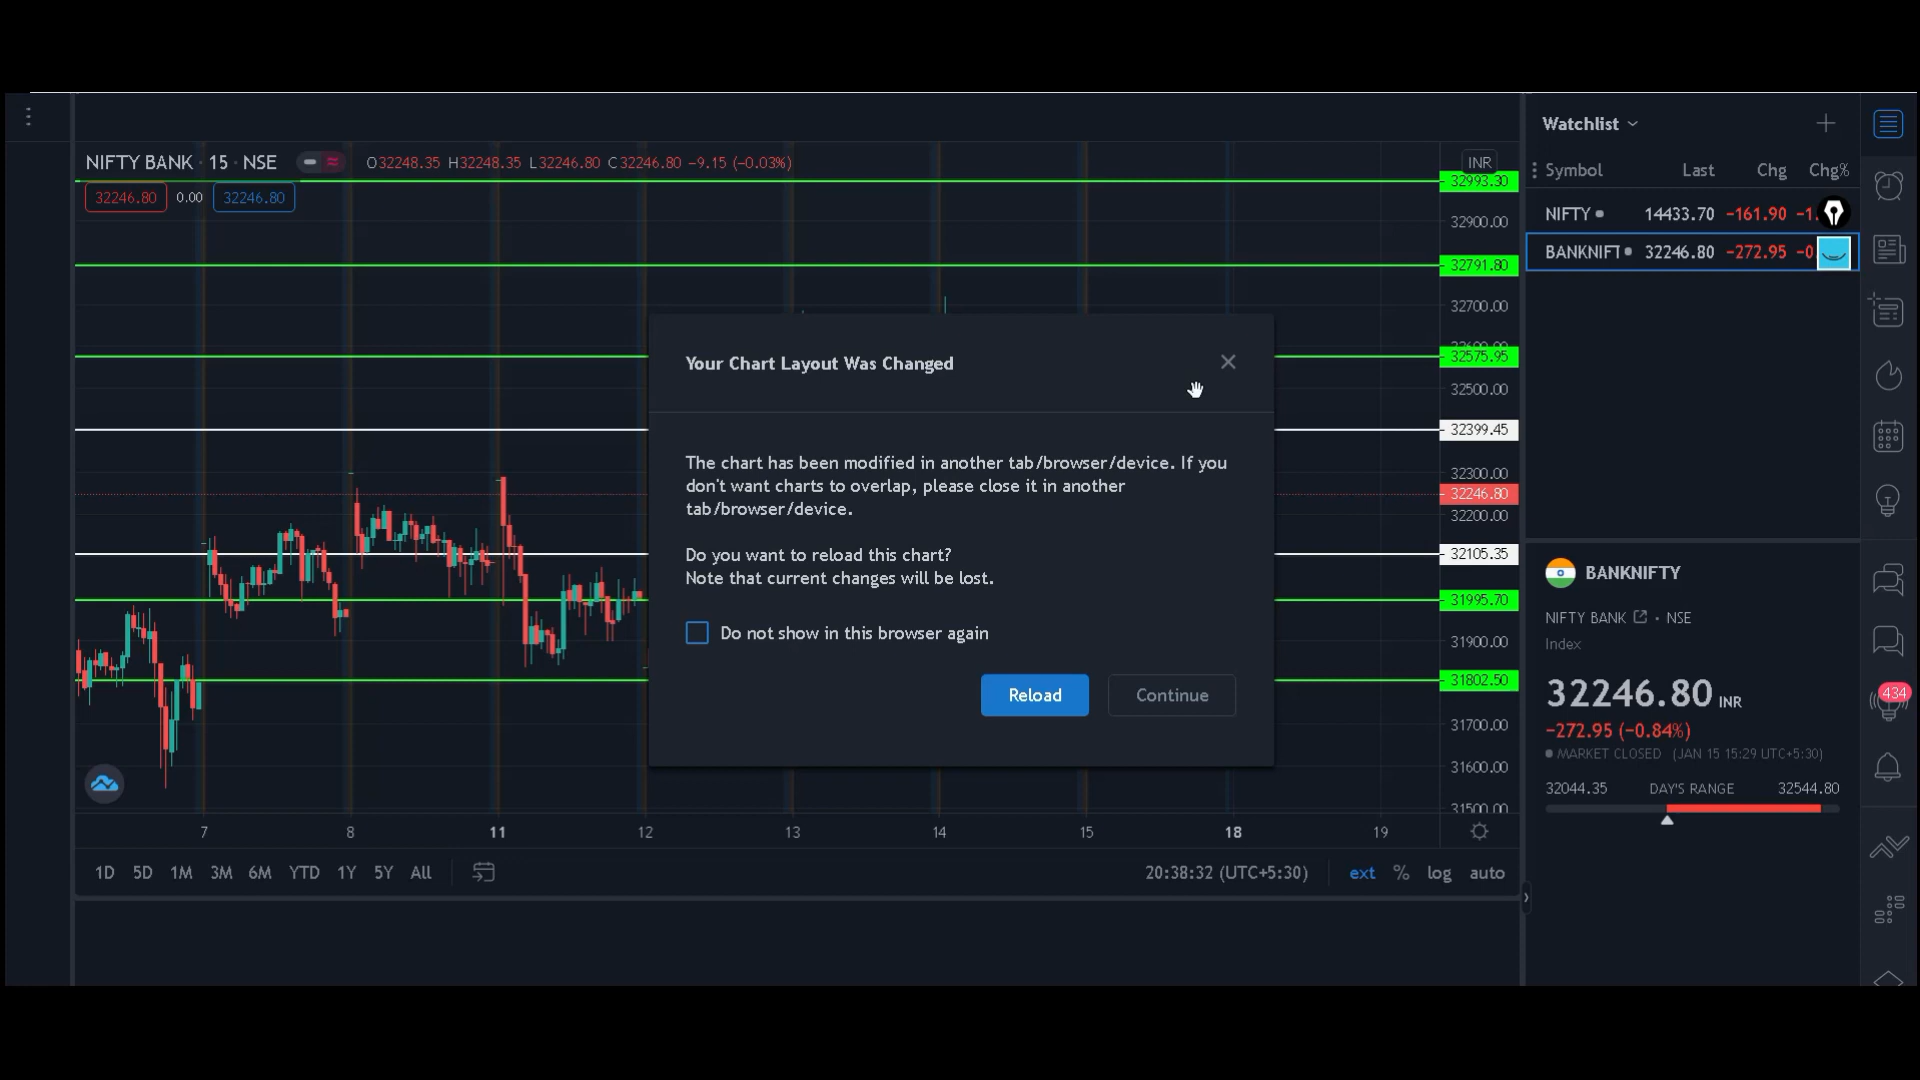 NIFTY BANK · 15 · NSE
O32248.35 H32248.35 L32246.80 C32246.80 −9.15 (−0.03%)
32246.80 0.00 32246.80
INR
32993.30
32900.00
32791.80
32700.00
32575.95
32500.00
32399.45
32300.00
32246.80
32200.00
32105.35
31995.70
31900.00
31802.50
31700.00
31600.00
31500.00
Your Chart Layout Was Changed
The chart has been modified in another tab/browser/device. If you
don't want charts to overlap, please close it in another
tab/browser/device.
Do you want to reload this chart?
Note that current changes will be lost.
Do not show in this browser again
Reload Continue
7 8 11 12 13 14 15 18 19
1D 5D 1M 3M 6M YTD 1Y 5Y All
20:38:32 (UTC+5:30) ext % log auto
Watchlist
Symbol Last Chg Chg%
NIFTY 14433.70 −161.90 −1.
BANKNIFT 32246.80 −272.95 −0.
BANKNIFTY
NIFTY BANK · NSE
Index
32246.80 INR
−272.95 (−0.84%)
MARKET CLOSED (JAN 15 15:29 UTC+5:30)
32044.35 DAY'S RANGE 32544.80
434